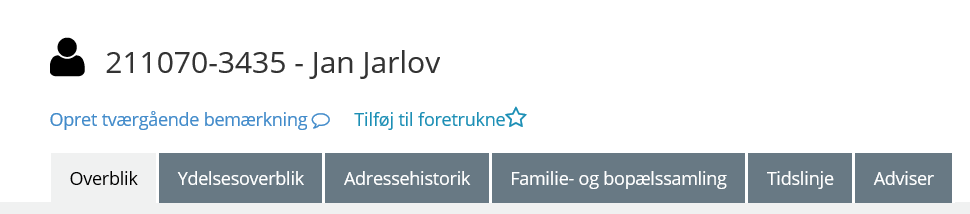 211070-3435 - Jan Jarlov
Opret tværgående bemærkning Tilføj til foretrukne
Overblik Ydelsesoverblik Adressehistorik Familie- og bopælssamling Tidslinje Adviser